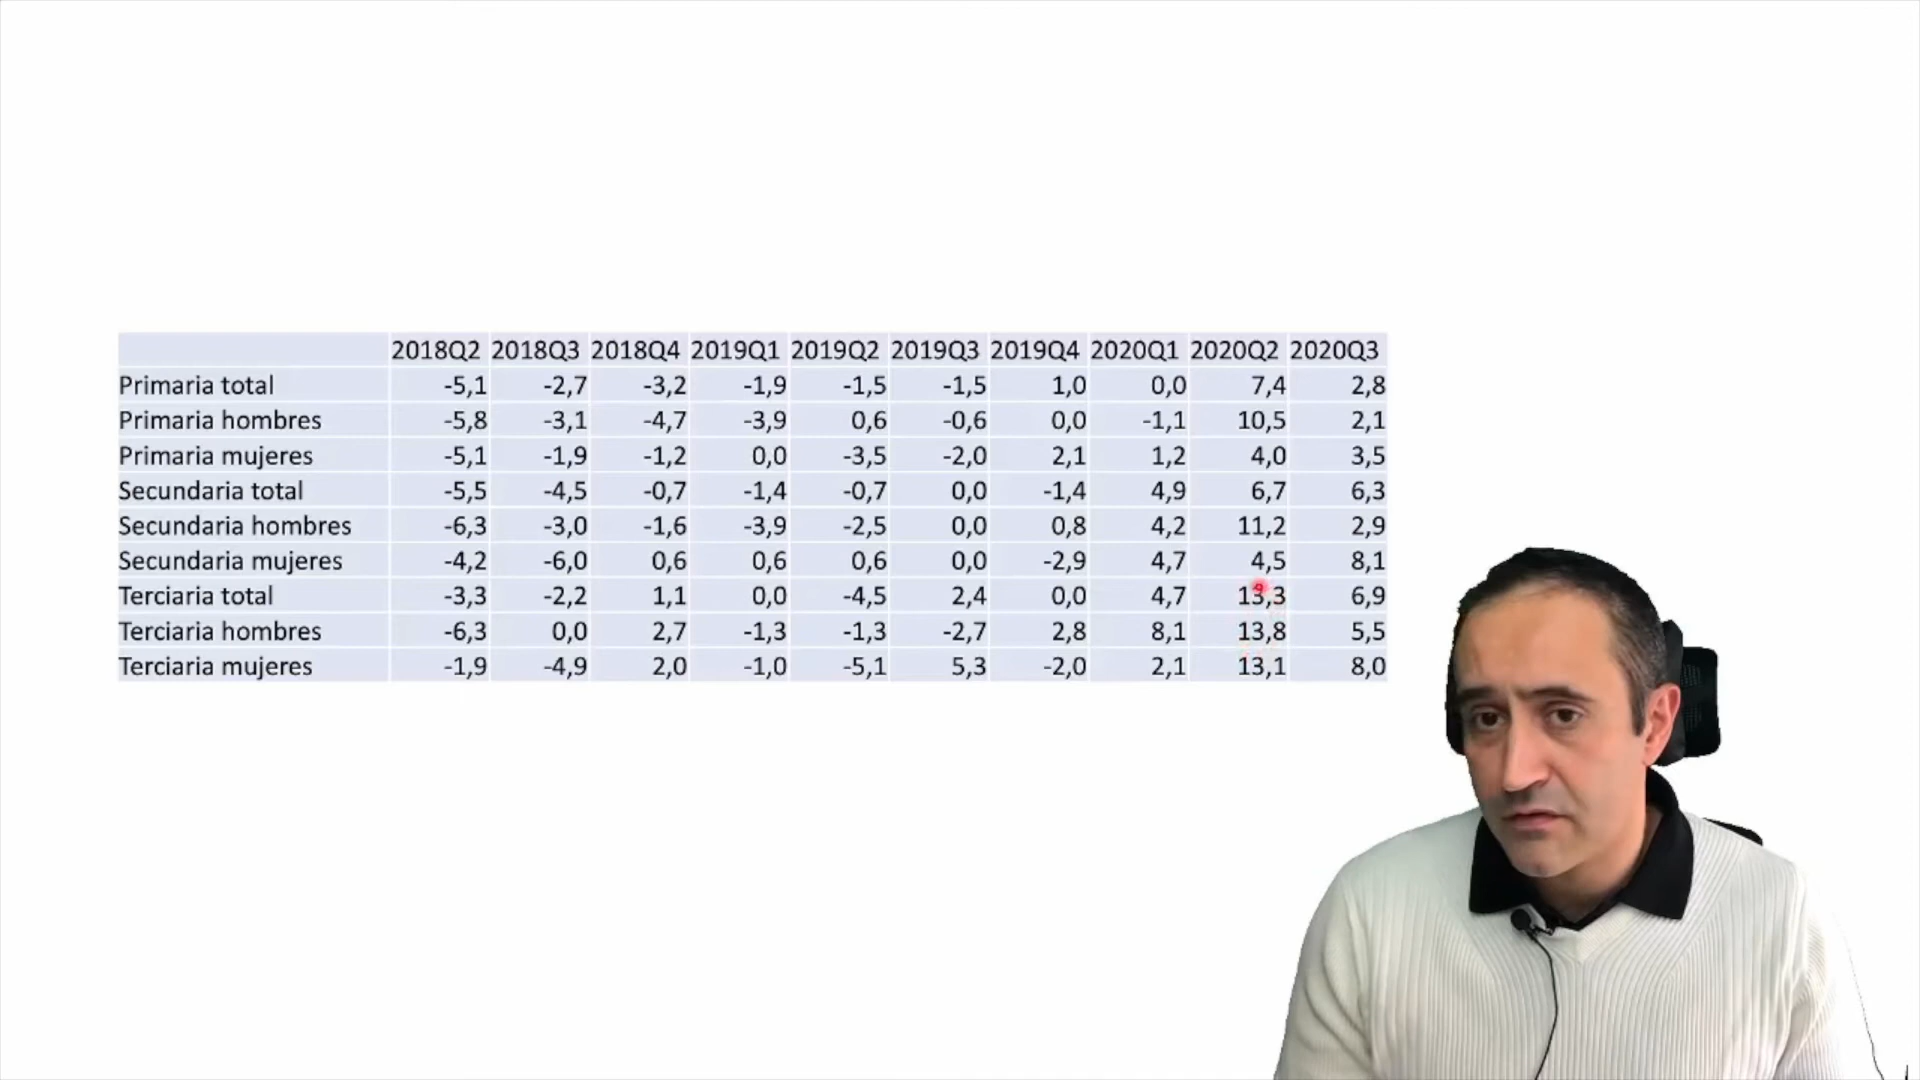 2018Q2 2018Q3 2018Q4 2019Q1 2019Q2 2019Q3 2019Q4 2020Q1 2020Q2 2020Q3
Primaria total -5,1 -2,7 -3,2 -1,9 -1,5 -1,5 1,0 0,0 7,4 2,8
Primaria hombres -5,8 -3,1 -4,7 -3,9 0,6 -0,6 0,0 -1,1 10,5 2,1
Primaria mujeres -5,1 -1,9 -1,2 0,0 -3,5 -2,0 2,1 1,2 4,0 3,5
Secundaria total -5,5 -4,5 -0,7 -1,4 -0,7 0,0 -1,4 4,9 6,7 6,3
Secundaria hombres -6,3 -3,0 -1,6 -3,9 -2,5 0,0 0,8 4,2 11,2 2,9
Secundaria mujeres -4,2 -6,0 0,6 0,6 0,6 0,0 -2,9 4,7 4,5 8,1
Terciaria total -3,3 -2,2 1,1 0,0 -4,5 2,4 0,0 4,7 13,3 6,9
Terciaria hombres -6,3 0,0 2,7 -1,3 -1,3 -2,7 2,8 8,1 13,8 5,5
Terciaria mujeres -1,9 -4,9 2,0 -1,0 -5,1 5,3 -2,0 2,1 13,1 8,0